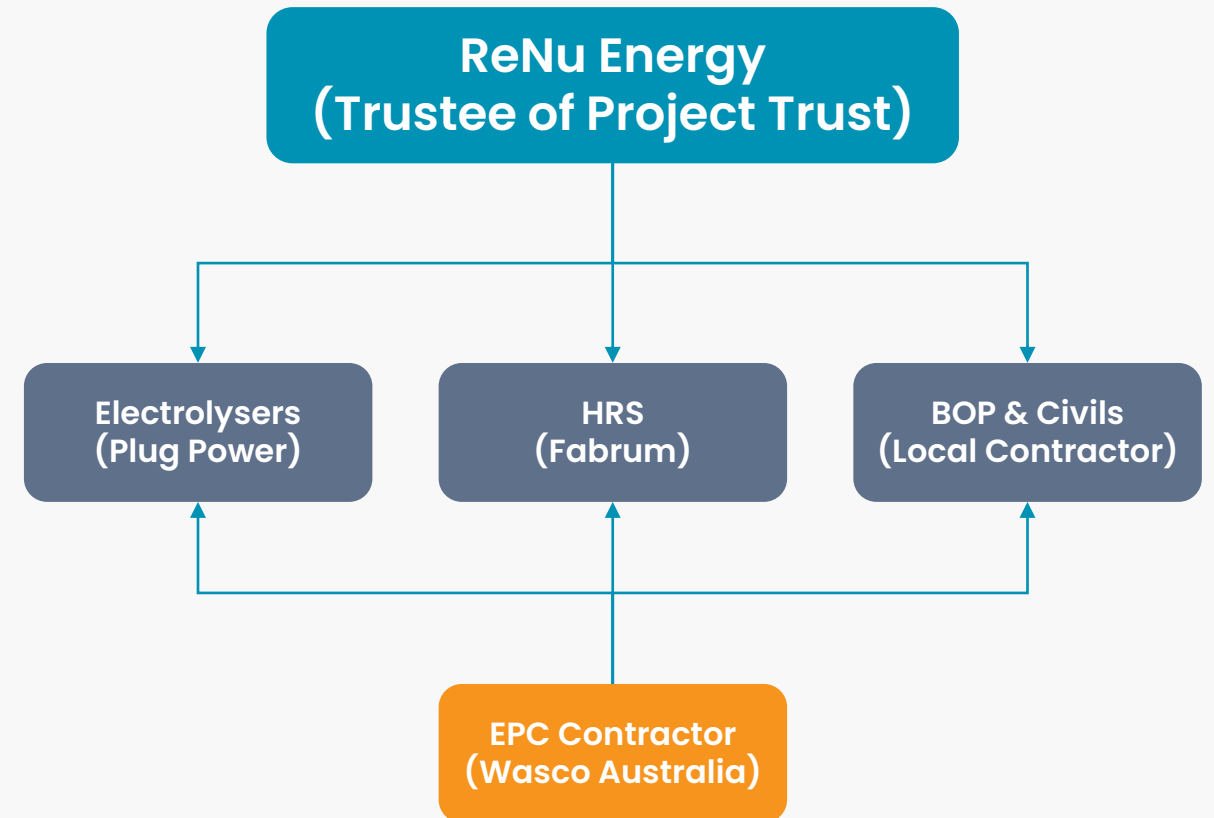 ReNu Energy
(Trustee of Project Trust)
Electrolysers
(Plug Power)
HRS
(Fabrum)
BOP & Civils
(Local Contractor)
EPC Contractor
(Wasco Australia)